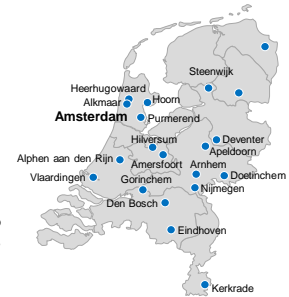 Steenwijk
Heerhugowaard
Alkmaar
Hoorn
Amsterdam
Purmerend
Hilversum
Deventer
Apeldoorn
Alphen aan den Rijn
Amersfoort
Arnhem
Vlaardingen
Doetinchem
Gorinchem
Nijmegen
Den Bosch
Eindhoven
Kerkrade